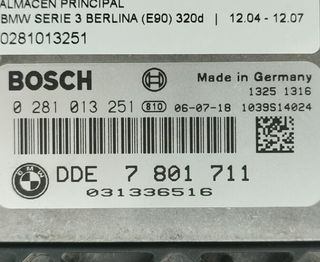 ALMACEN PRINCIPAL
BMW SERIE 3 BERLINA (E90) 320d | 12.04 - 12.07
0281013251
BOSCH Made in Germany
1325 1316
0 281 013 251 810 06-07-18 1039S14024
BMW DDE 7 801 711
031336516